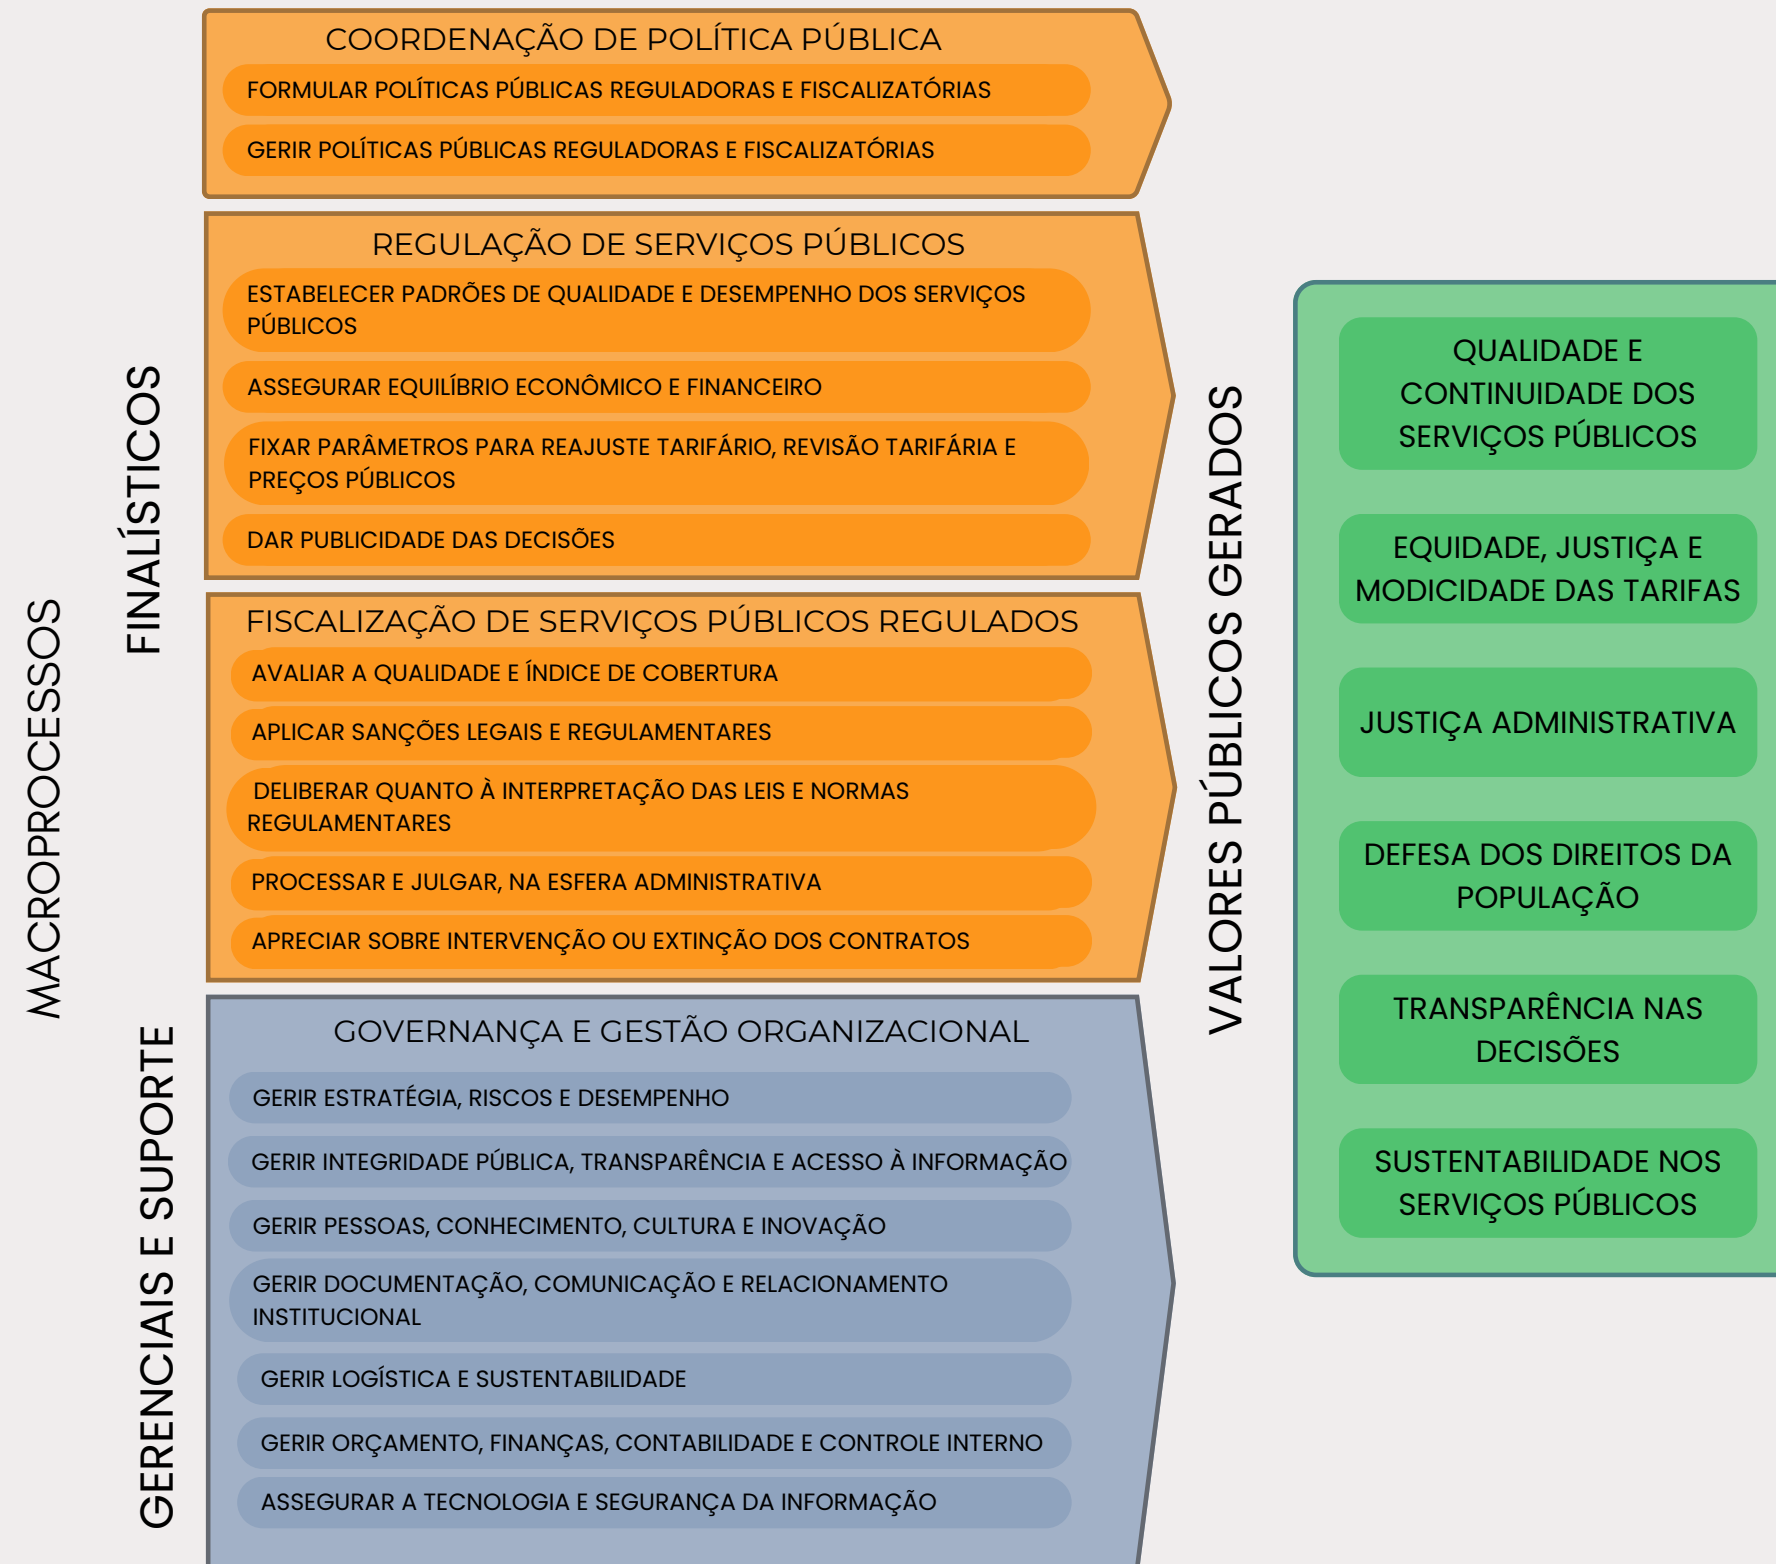 MACROPROCESSOS
FINALÍSTICOS
COORDENAÇÃO DE POLÍTICA PÚBLICA
FORMULAR POLÍTICAS PÚBLICAS REGULADORAS E FISCALIZATÓRIAS
GERIR POLÍTICAS PÚBLICAS REGULADORAS E FISCALIZATÓRIAS
REGULAÇÃO DE SERVIÇOS PÚBLICOS
ESTABELECER PADRÕES DE QUALIDADE E DESEMPENHO DOS SERVIÇOS
PÚBLICOS
ASSEGURAR EQUILÍBRIO ECONÔMICO E FINANCEIRO
FIXAR PARÂMETROS PARA REAJUSTE TARIFÁRIO, REVISÃO TARIFÁRIA E
PREÇOS PÚBLICOS
DAR PUBLICIDADE DAS DECISÕES
FISCALIZAÇÃO DE SERVIÇOS PÚBLICOS REGULADOS
AVALIAR A QUALIDADE E ÍNDICE DE COBERTURA
APLICAR SANÇÕES LEGAIS E REGULAMENTARES
DELIBERAR QUANTO À INTERPRETAÇÃO DAS LEIS E NORMAS
REGULAMENTARES
PROCESSAR E JULGAR, NA ESFERA ADMINISTRATIVA
APRECIAR SOBRE INTERVENÇÃO OU EXTINÇÃO DOS CONTRATOS
GERENCIAIS E SUPORTE
GOVERNANÇA E GESTÃO ORGANIZACIONAL
GERIR ESTRATÉGIA, RISCOS E DESEMPENHO
GERIR INTEGRIDADE PÚBLICA, TRANSPARÊNCIA E ACESSO À INFORMAÇÃO
GERIR PESSOAS, CONHECIMENTO, CULTURA E INOVAÇÃO
GERIR DOCUMENTAÇÃO, COMUNICAÇÃO E RELACIONAMENTO
INSTITUCIONAL
GERIR LOGÍSTICA E SUSTENTABILIDADE
GERIR ORÇAMENTO, FINANÇAS, CONTABILIDADE E CONTROLE INTERNO
ASSEGURAR A TECNOLOGIA E SEGURANÇA DA INFORMAÇÃO
VALORES PÚBLICOS GERADOS
QUALIDADE E
CONTINUIDADE DOS
SERVIÇOS PÚBLICOS
EQUIDADE, JUSTIÇA E
MODICIDADE DAS TARIFAS
JUSTIÇA ADMINISTRATIVA
DEFESA DOS DIREITOS DA
POPULAÇÃO
TRANSPARÊNCIA NAS
DECISÕES
SUSTENTABILIDADE NOS
SERVIÇOS PÚBLICOS